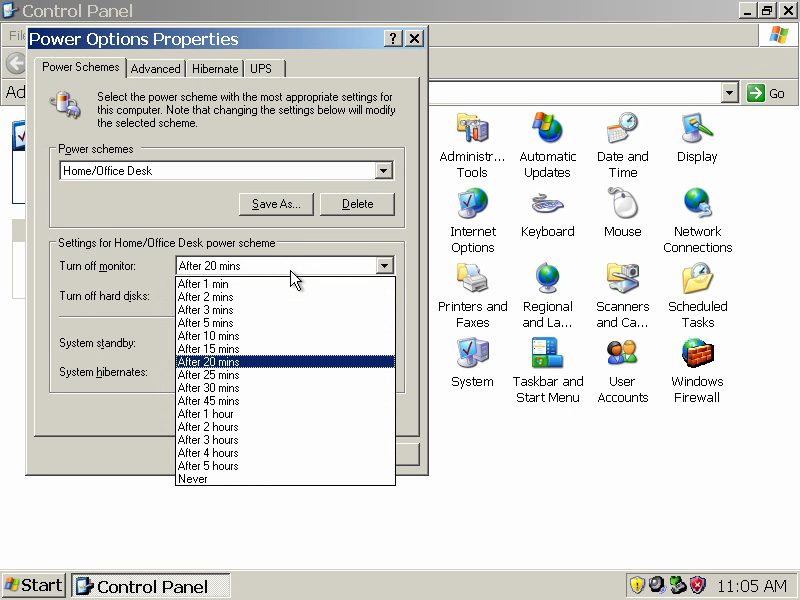 Control Panel
Power Options Properties
Power Schemes
Advanced
Hibernate
UPS
Select the power scheme with the most appropriate settings for
this computer. Note that changing the settings below will modify
the selected scheme.
Power schemes
Home/Office Desk
Save As...
Delete
Settings for Home/Office Desk power scheme
Turn off monitor:
After 20 mins
Turn off hard disks:
System standby:
System hibernates:
After 1 min
After 2 mins
After 3 mins
After 5 mins
After 10 mins
After 15 mins
After 20 mins
After 25 mins
After 30 mins
After 45 mins
After 1 hour
After 2 hours
After 3 hours
After 4 hours
After 5 hours
Never
Go
Administr...
Tools
Automatic
Updates
Date and
Time
Display
Internet
Options
Keyboard
Mouse
Network
Connections
Printers and
Faxes
Regional
and La...
Scanners
and Ca...
Scheduled
Tasks
System
Taskbar and
Start Menu
User
Accounts
Windows
Firewall
Start
Control Panel
11:05 AM